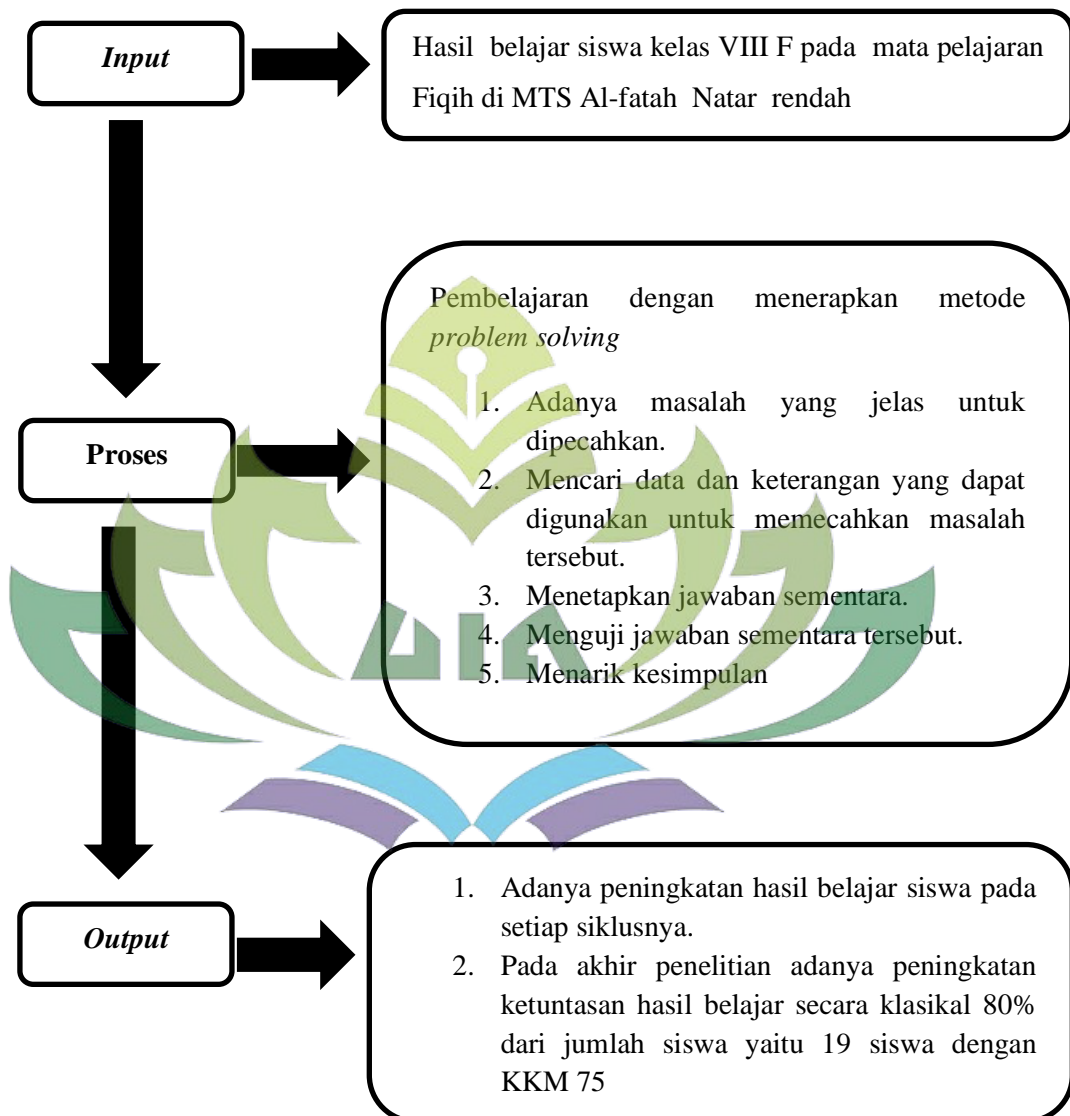 Input
Hasil belajar siswa kelas VIII F pada mata pelajaran
Fiqih di MTS Al-fatah Natar rendah
Proses
Pembelajaran dengan menerapkan metode
problem solving
1. Adanya masalah yang jelas untuk
dipecahkan.
2. Mencari data dan keterangan yang dapat
digunakan untuk memecahkan masalah
tersebut.
3. Menetapkan jawaban sementara.
4. Menguji jawaban sementara tersebut.
5. Menarik kesimpulan
Output
1. Adanya peningkatan hasil belajar siswa pada
setiap siklusnya.
2. Pada akhir penelitian adanya peningkatan
ketuntasan hasil belajar secara klasikal 80%
dari jumlah siswa yaitu 19 siswa dengan
KKM 75